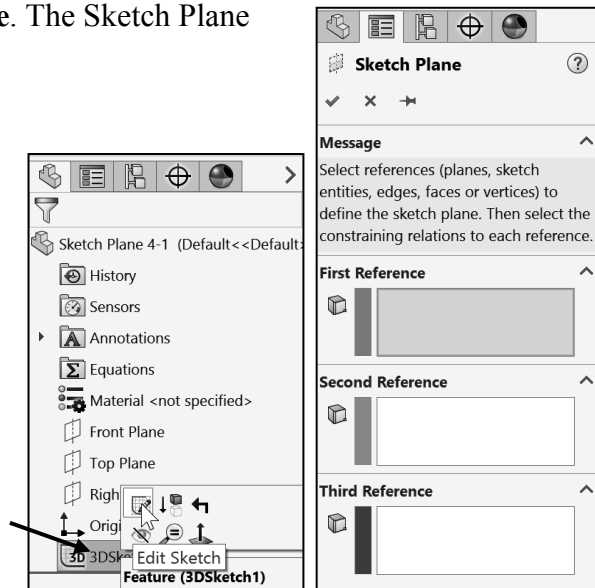 e. The Sketch Plane
Sketch Plane 4-1 (Default<<Default
History
Sensors
A Annotations
Σ Equations
Material <not specified>
Front Plane
Top Plane
Righ
Origi
3D 3DSke
Edit Sketch
Feature (3DSketch1)
Sketch Plane
?
Message
Select references (planes, sketch
entities, edges, faces or vertices) to
define the sketch plane. Then select the
constraining relations to each reference.
First Reference
Second Reference
Third Reference